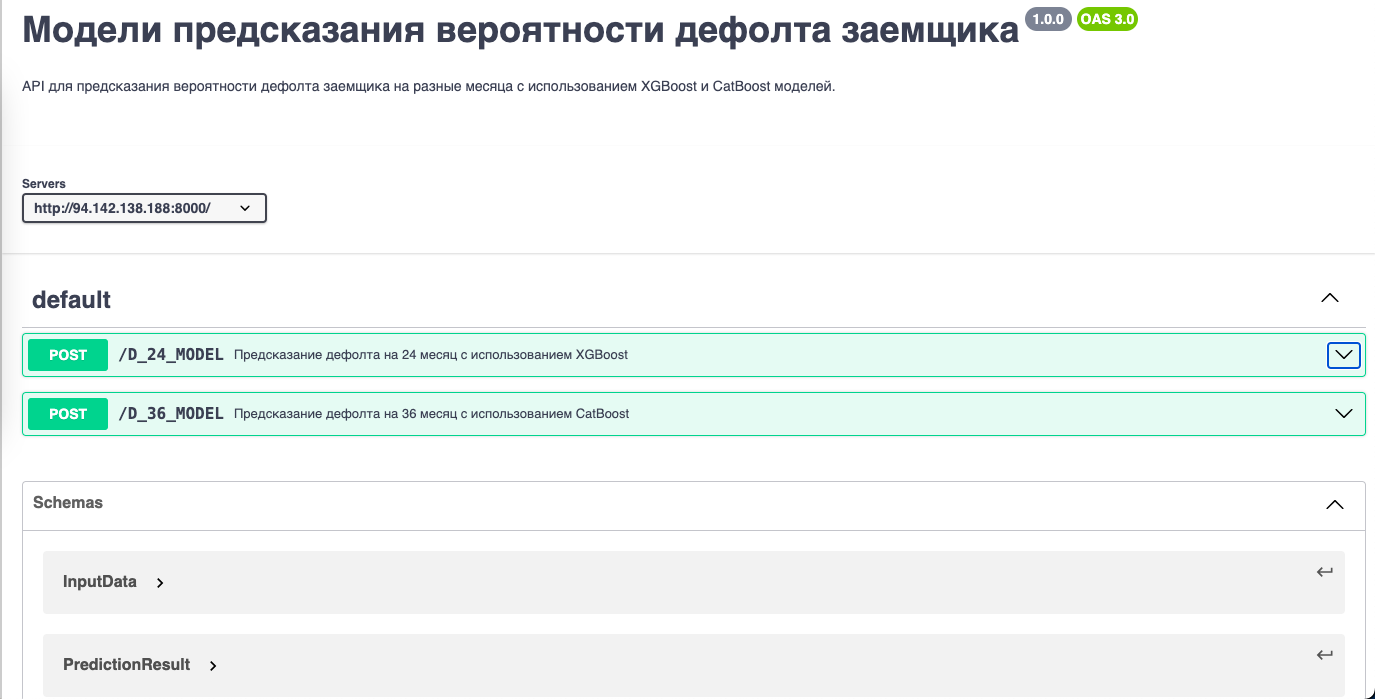 Модели предсказания вероятности дефолта заемщика 1.0.0 OAS 3.0
API для предсказания вероятности дефолта заемщика на разные месяца с использованием XGBoost и CatBoost моделей.
Servers
http://94.142.138.188:8000/
default
POST /D_24_MODEL Предсказание дефолта на 24 месяц с использованием XGBoost
POST /D_36_MODEL Предсказание дефолта на 36 месяц с использованием CatBoost
Schemas
InputData
PredictionResult